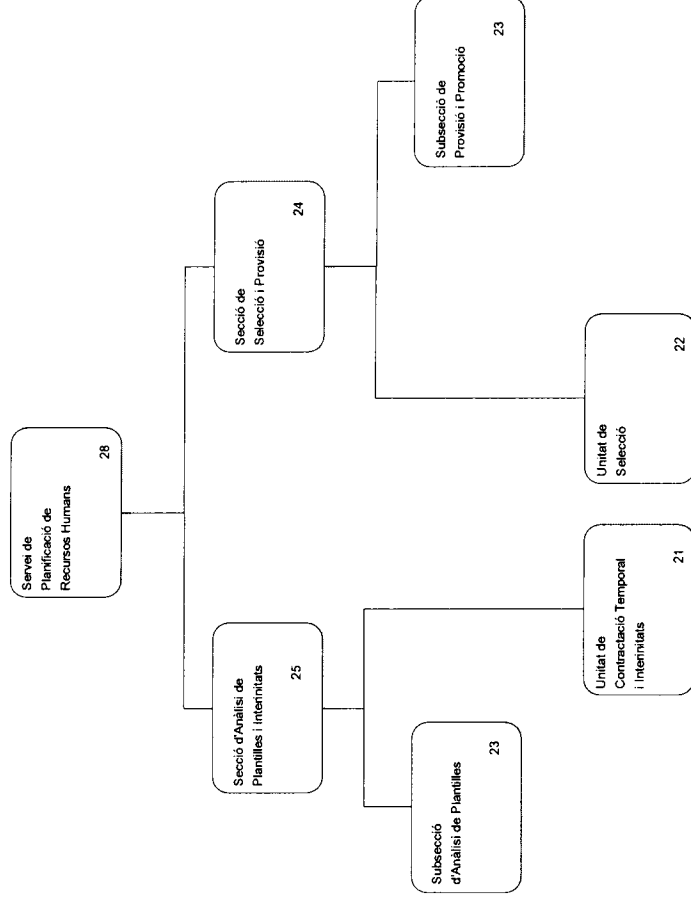 Servei de
Planificació de
Recursos Humans
28
Secció d'Anàlisi de
Plantilles i Interinitats
25
Secció de
Selecció i Provisió
24
Subsecció
d'Anàlisi de Plantilles
23
Unitat de
Contractació Temporal
i Interinitats
21
Unitat de
Selecció
22
Subsecció de
Provisió i Promoció
23